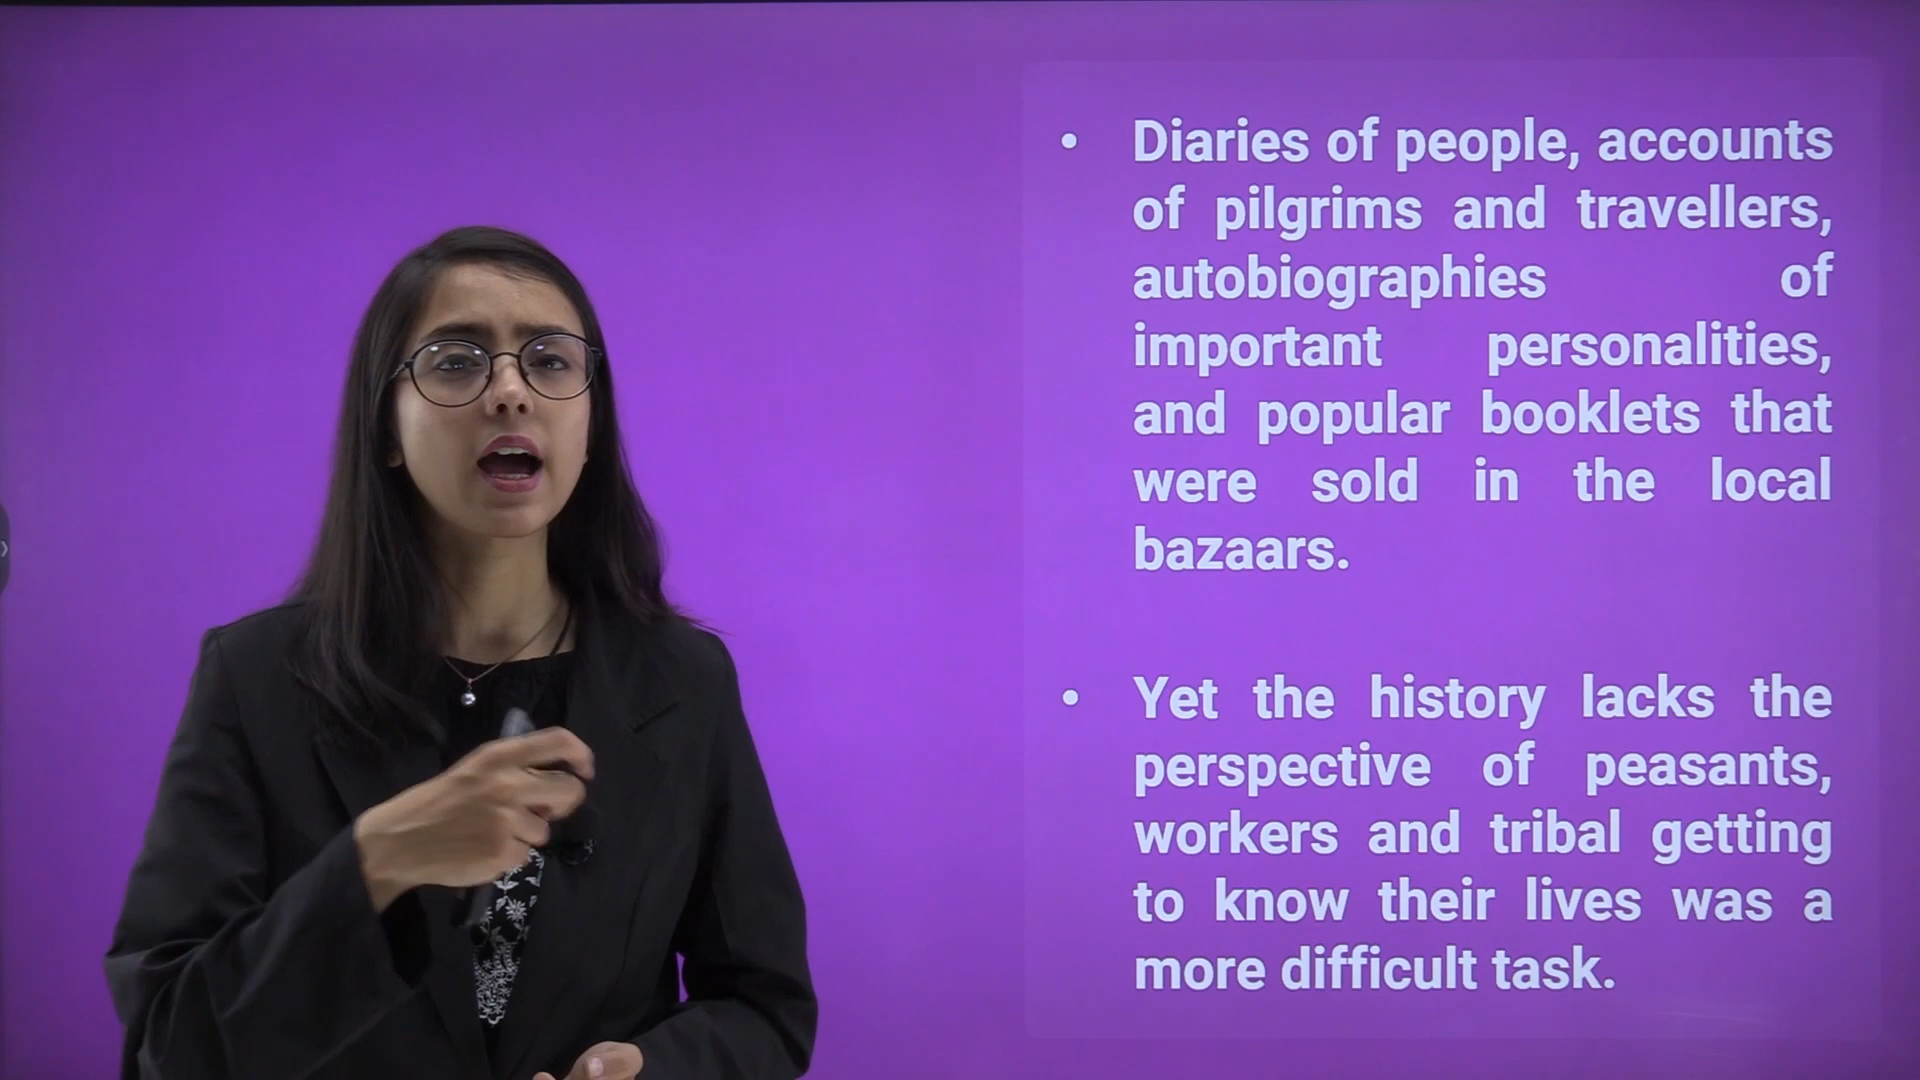 • Diaries of people, accounts
of pilgrims and travellers,
autobiographies of
important personalities,
and popular booklets that
were sold in the local
bazaars.
• Yet the history lacks the
perspective of peasants,
workers and tribal getting
to know their lives was a
more difficult task.